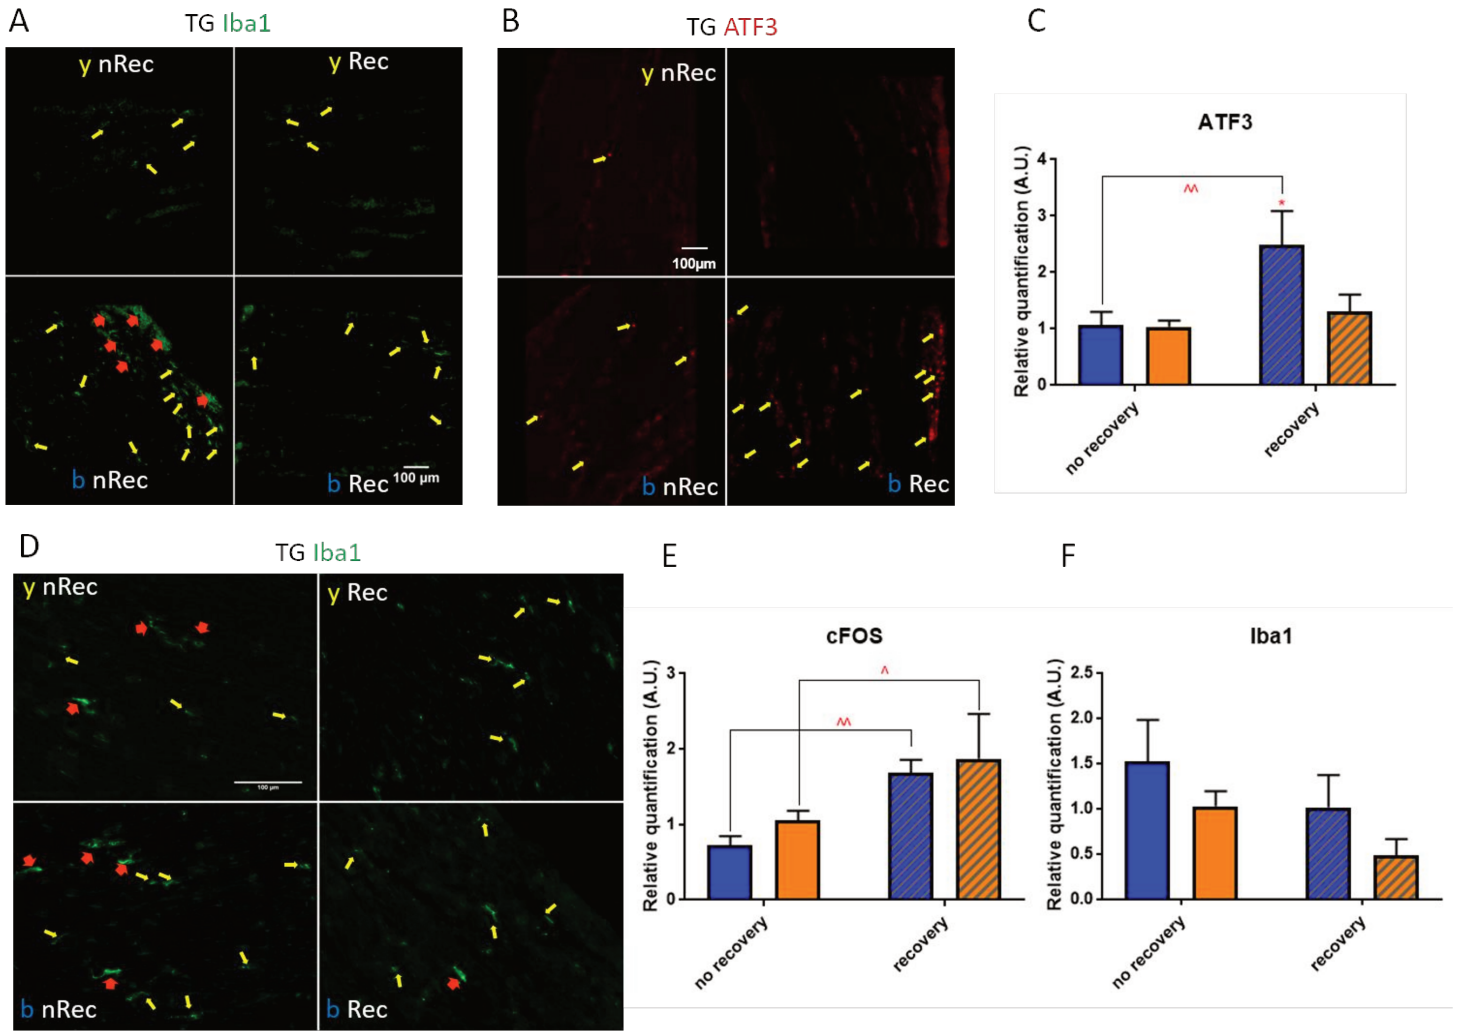 A
TG Iba1
y nRec
y Rec
b nRec
b Rec
100 µm
B
TG ATF3
y nRec
100µm
b nRec
b Rec
C
ATF3
Relative quantification (A.U.)
4
3
2
1
0
^^
*
no recovery
recovery
D
TG Iba1
y nRec
y Rec
100 µm
b nRec
b Rec
E
cFOS
Relative quantification (A.U.)
3
2
1
0
^
^^
no recovery
recovery
F
Iba1
Relative quantification (A.U.)
2.5
2.0
1.5
1.0
0.5
0.0
no recovery
recovery